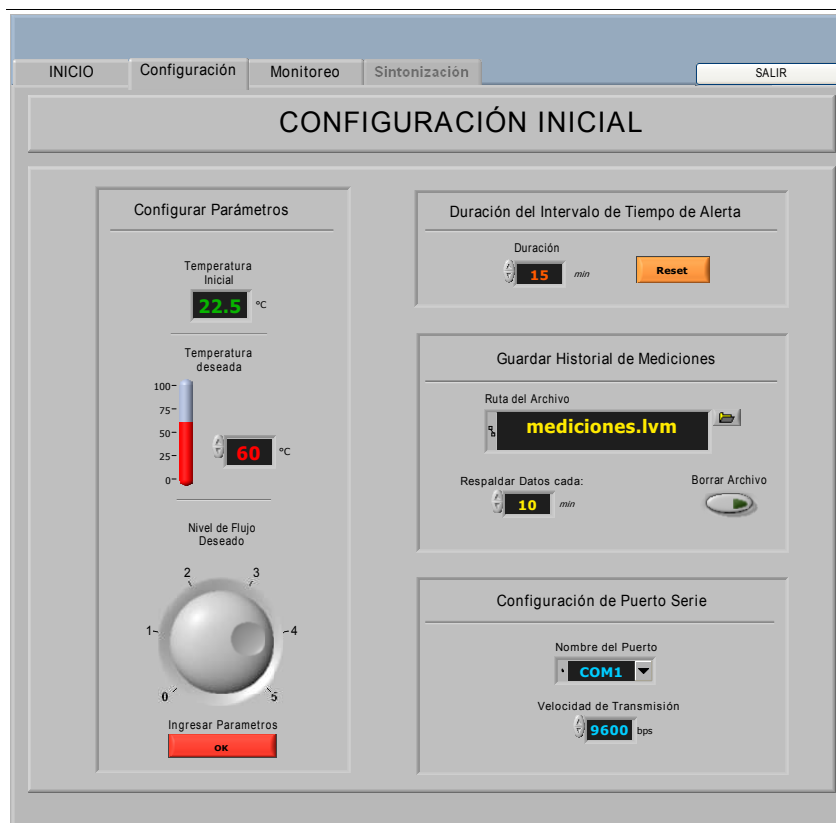 INICIO
Configuración
Monitoreo
Sintonización
SALIR
CONFIGURACIÓN INICIAL
Configurar Parámetros
Temperatura
Inicial
22.5 °C
Temperatura
deseada
100
75
50
25
0
60 °C
Nivel de Flujo
Deseado
2 3
1 4
0 5
Ingresar Parametros
OK
Duración del Intervalo de Tiempo de Alerta
Duración
15 min
Reset
Guardar Historial de Mediciones
Ruta del Archivo
mediciones.lvm
Respaldar Datos cada:
10 min
Borrar Archivo
Configuración de Puerto Serie
Nombre del Puerto
COM1
Velocidad de Transmisión
9600 bps